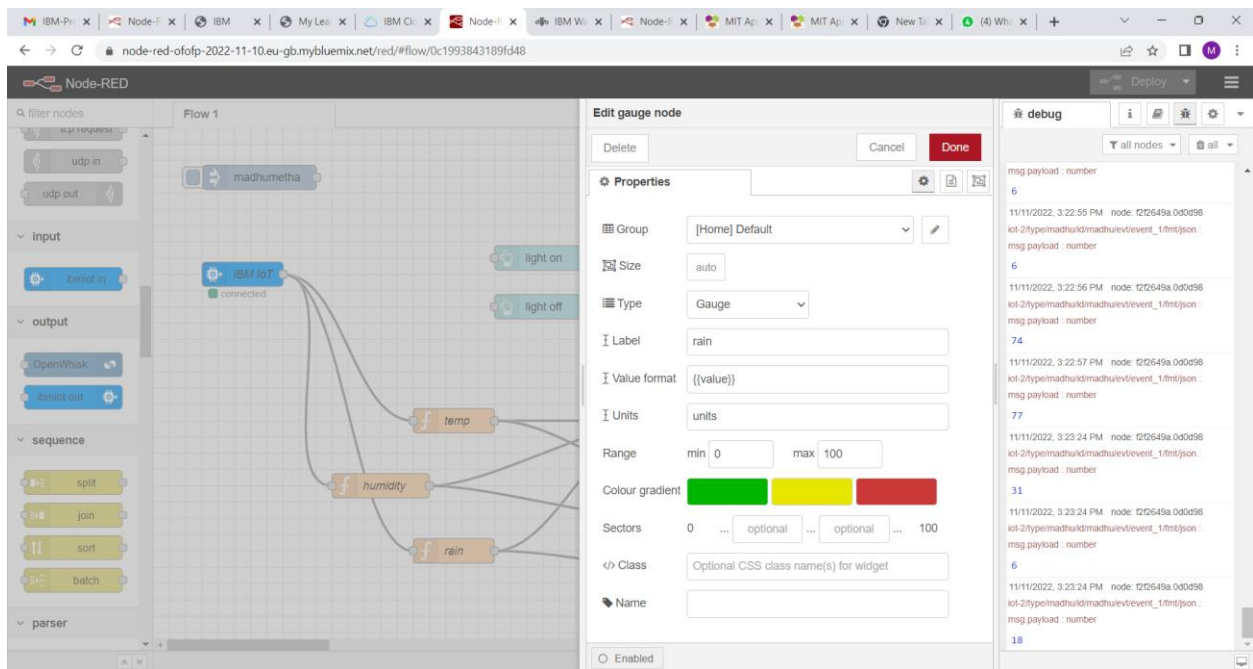 IBM-Pro
Node-R
IBM
My Lea
IBM Clo
Node-R
IBM Wa
Node-R
MIT Ap
MIT Ap
New Ta
(4) Wha
node-red-ofofp-2022-11-10.eu-gb.mybluemix.net/red/#flow/0c1993843189fd48
M
Node-RED
Deploy
filter nodes
tcp request
udp in
udp out
input
ibmiot in
output
OpenWhisk
ibmiot out
sequence
split
join
sort
batch
parser
Flow 1
madhumetha
IBM IoT
connected
light on
light off
temp
humidity
rain
Edit gauge node
Delete
Cancel
Done
Properties
Group [Home] Default
Size auto
Type Gauge
Label rain
Value format {{value}}
Units units
Range min 0 max 100
Colour gradient
Sectors 0 ... optional ... optional ... 100
</> Class Optional CSS class name(s) for widget
Name
Enabled
debug
i
all nodes
all
msg.payload : number
6
11/11/2022, 3:22:55 PM node: f2f2649a.0d0d98
iot-2/type/madhu/id/madhu/evt/event_1/fmt/json :
msg.payload : number
6
11/11/2022, 3:22:56 PM node: f2f2649a.0d0d98
iot-2/type/madhu/id/madhu/evt/event_1/fmt/json :
msg.payload : number
74
11/11/2022, 3:22:57 PM node: f2f2649a.0d0d98
iot-2/type/madhu/id/madhu/evt/event_1/fmt/json :
msg.payload : number
77
11/11/2022, 3:23:24 PM node: f2f2649a.0d0d98
iot-2/type/madhu/id/madhu/evt/event_1/fmt/json :
msg.payload : number
31
11/11/2022, 3:23:24 PM node: f2f2649a.0d0d98
iot-2/type/madhu/id/madhu/evt/event_1/fmt/json :
msg.payload : number
6
11/11/2022, 3:23:24 PM node: f2f2649a.0d0d98
iot-2/type/madhu/id/madhu/evt/event_1/fmt/json :
msg.payload : number
18